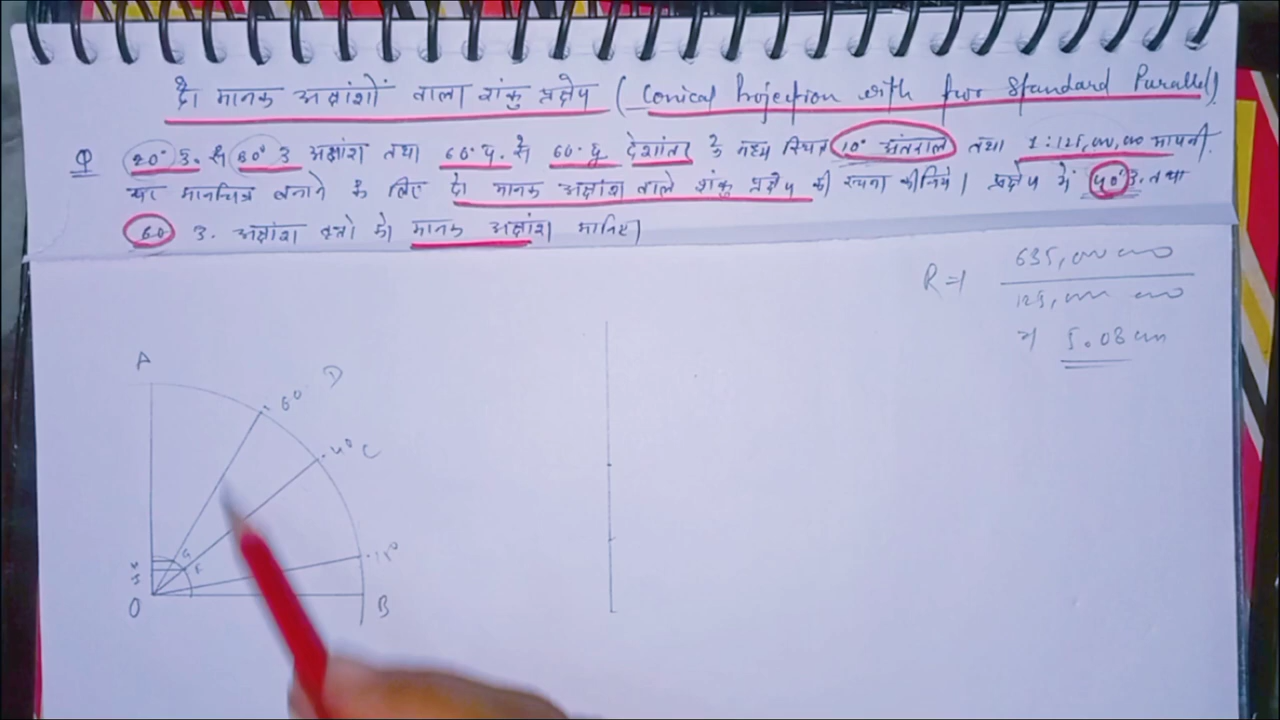 दो मानक अक्षांशों वाला शंकु प्रक्षेप (Conical Projection with two Standard Parallel)
Q 20° उ. से 80° उ अक्षांश तथा 60° पू. से 60° पू देशांतर के मध्य स्थित 10° अंतराल तथा 1:125,000,000 मापनी
पर मानचित्र बनाने के लिए दो मानक अक्षांश वाले शंकु प्रक्षेप की रचना कीजिये। प्रक्षेप में 40° उ. तथा
60 उ. अक्षांश वृत्तो को मानक अक्षांश मानिए।
R = 635,000,000
125,000,000
= 5.08 cm
A
60° D
40° C
10°
G
F
O
B